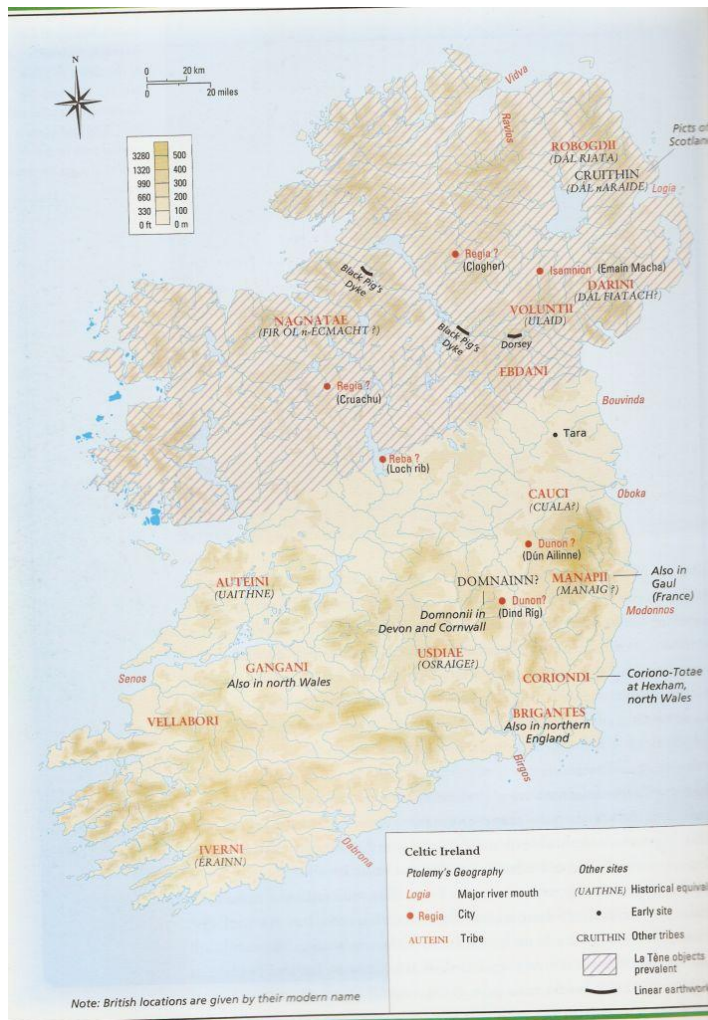 N
0 20 km
0 20 miles
3280 500
1320 400
990 300
660 200
330 100
0 ft 0 m
Vidva
Ravios
ROBOGDII
(DÁL RIATA)
Picts of
Scotlan
CRUITHIN
(DÁL nARAIDE)
Logia
Regia ?
(Clogher)
Isamnion (Emain Macha)
DARINI
(DÁL FIATACH?)
Black Pig's
Dyke
NAGNATAE
(FIR OL n-ECMACHT ?)
VOLUNTII
(ULAID)
Black Pig's
Dyke
Dorsey
EBDANI
Regia ?
(Cruachu)
Bouvinda
Tara
Reba ?
(Loch rib)
CAUCI
(CUALA?)
Oboka
Dunon ?
(Dún Ailinne)
AUTEINI
(UAITHNE)
DOMNAINN?
MANAPII
(MANAIG ?)
Also in
Gaul
(France)
Dunon?
(Dind Ríg)
Domnonii in
Devon and Cornwall
Modonnos
USDIAE
(OSRAIGE?)
GANGANI
Also in north Wales
Senos
CORIONDI
Coriono-Totae
at Hexham,
north Wales
VELLABORI
BRIGANTES
Also in northern
England
Birgos
IVERNI
(ÉRAINN)
Dabrona
Celtic Ireland
Ptolemy's Geography
Logia Major river mouth
Regia City
AUTEINI Tribe
Other sites
(UAITHNE) Historical equival
Early site
CRUITHIN Other tribes
La Tène objects
prevalent
Linear earthwork
Note: British locations are given by their modern name